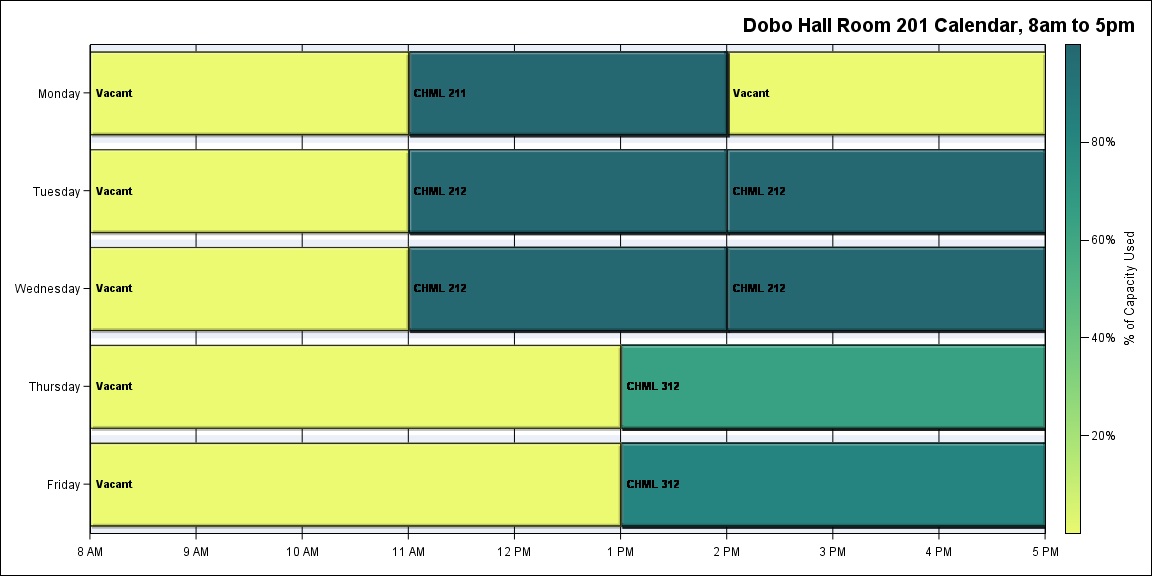 Dobo Hall Room 201 Calendar, 8am to 5pm
Monday
Vacant
CHML 211
Vacant
Tuesday
Vacant
CHML 212
CHML 212
Wednesday
Vacant
CHML 212
CHML 212
Thursday
Vacant
CHML 312
Friday
Vacant
CHML 312
8 AM
9 AM
10 AM
11 AM
12 PM
1 PM
2 PM
3 PM
4 PM
5 PM
80%
60%
40%
20%
% of Capacity Used